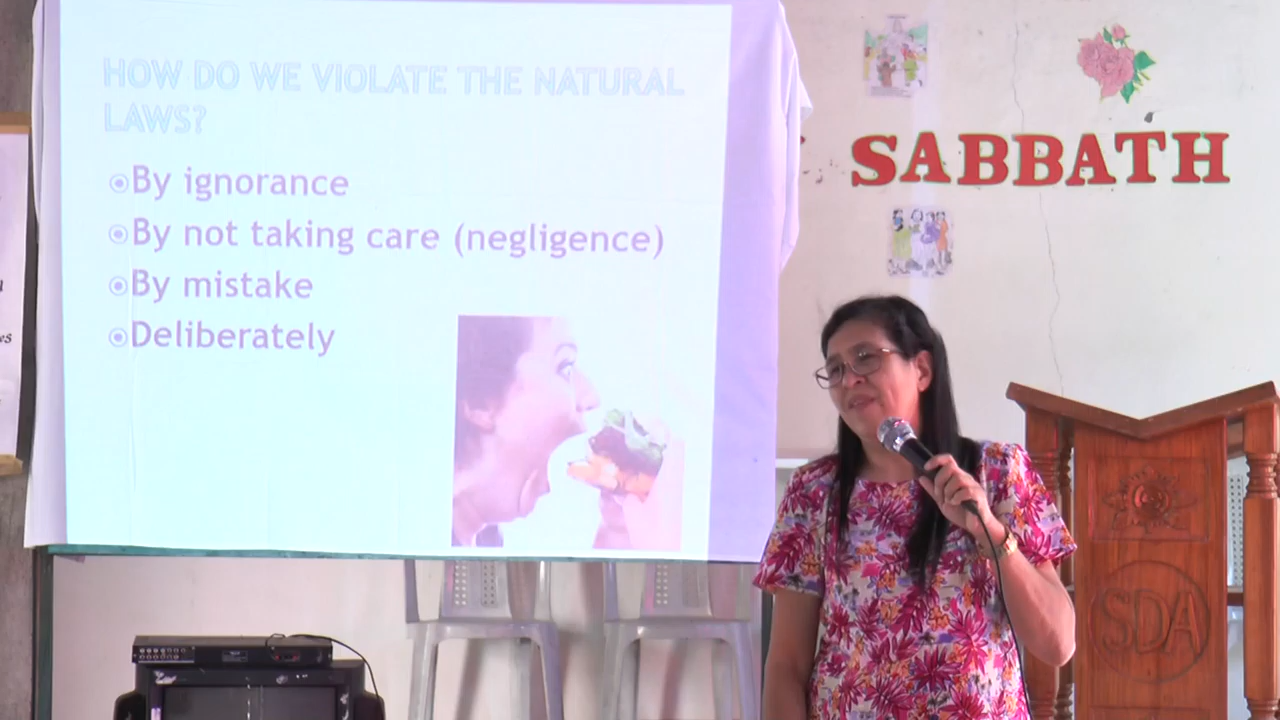 HOW DO WE VIOLATE THE NATURAL
LAWS?
By ignorance
By not taking care (negligence)
By mistake
Deliberately
SABBATH
SDA